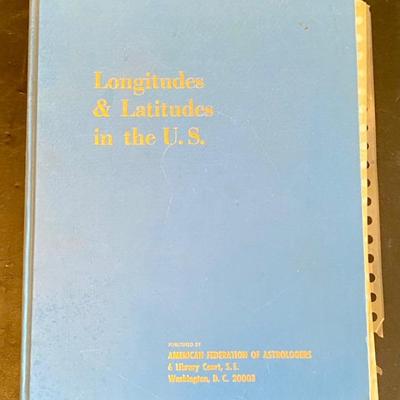 Longitudes
& Latitudes
in the U.S.
PUBLISHED BY
AMERICAN FEDERATION OF ASTROLOGERS
6 Library Court, S.E.
Washington, D. C. 20003